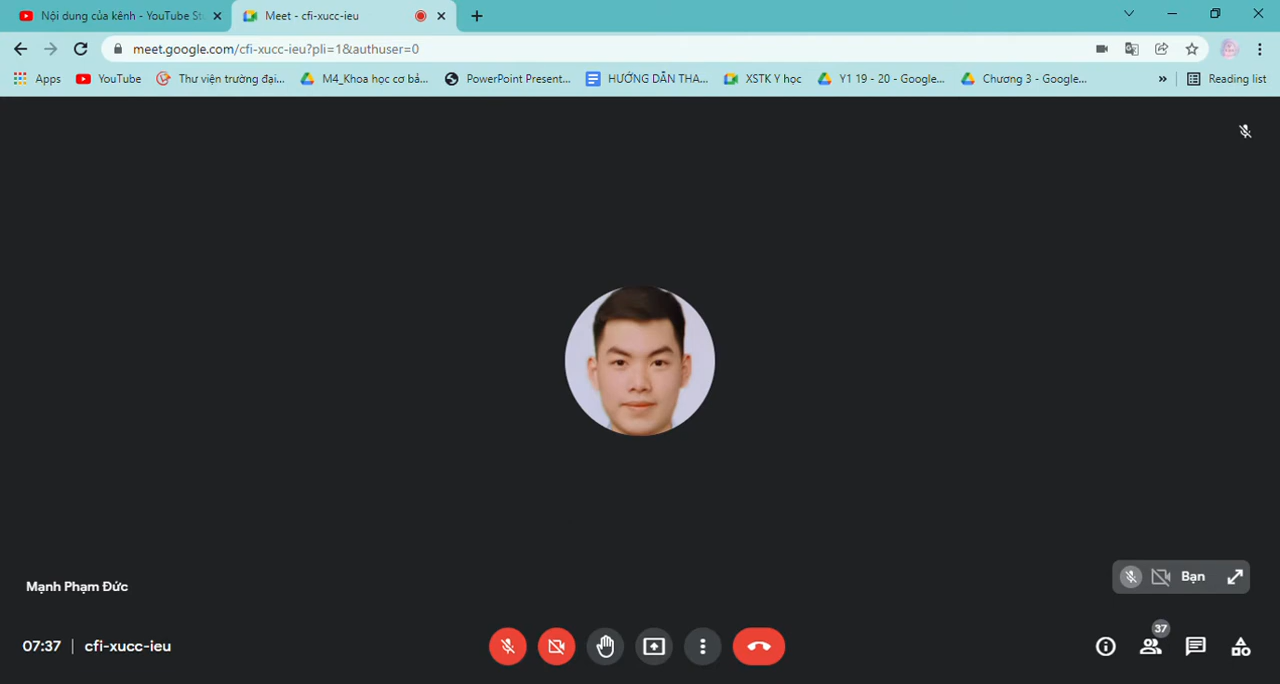 Nội dung của kênh - YouTube St
Meet - cfi-xucc-ieu
meet.google.com/cfi-xucc-ieu?pli=1&authuser=0
Apps
YouTube
Thư viện trường đại...
M4_Khoa học cơ bả...
PowerPoint Present...
HƯỚNG DẪN THA...
XSTK Y học
Y1 19 - 20 - Google...
Chương 3 - Google...
»
Reading list
Mạnh Phạm Đức
Bạn
07:37 | cfi-xucc-ieu
37